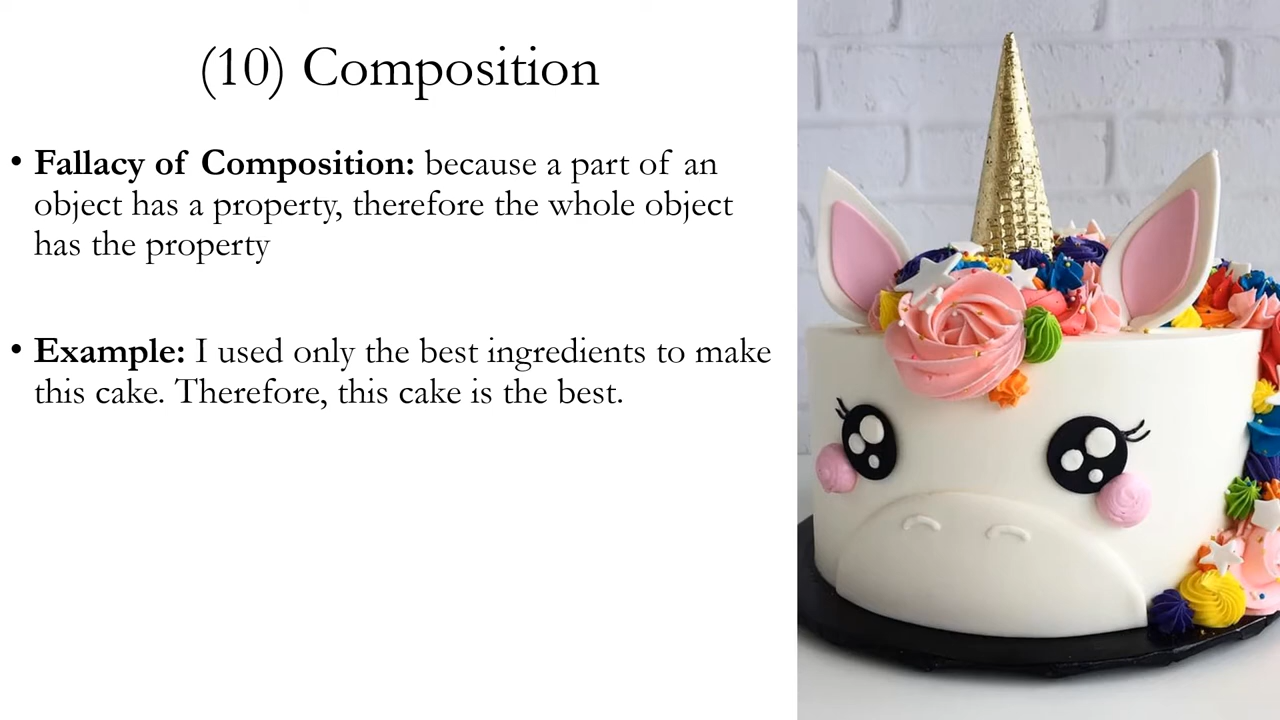 (10) Composition
• Fallacy of Composition: because a part of an
object has a property, therefore the whole object
has the property
• Example: I used only the best ingredients to make
this cake. Therefore, this cake is the best.